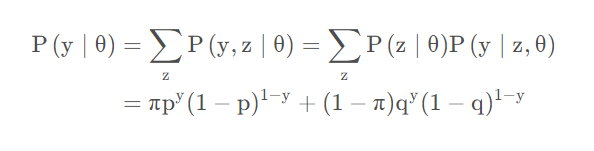 P (y | θ) = ∑_z P (y, z | θ) = ∑_z P (z | θ)P (y | z, θ)
= πp^y(1 − p)^{1−y} + (1 − π)q^y(1 − q)^{1−y}